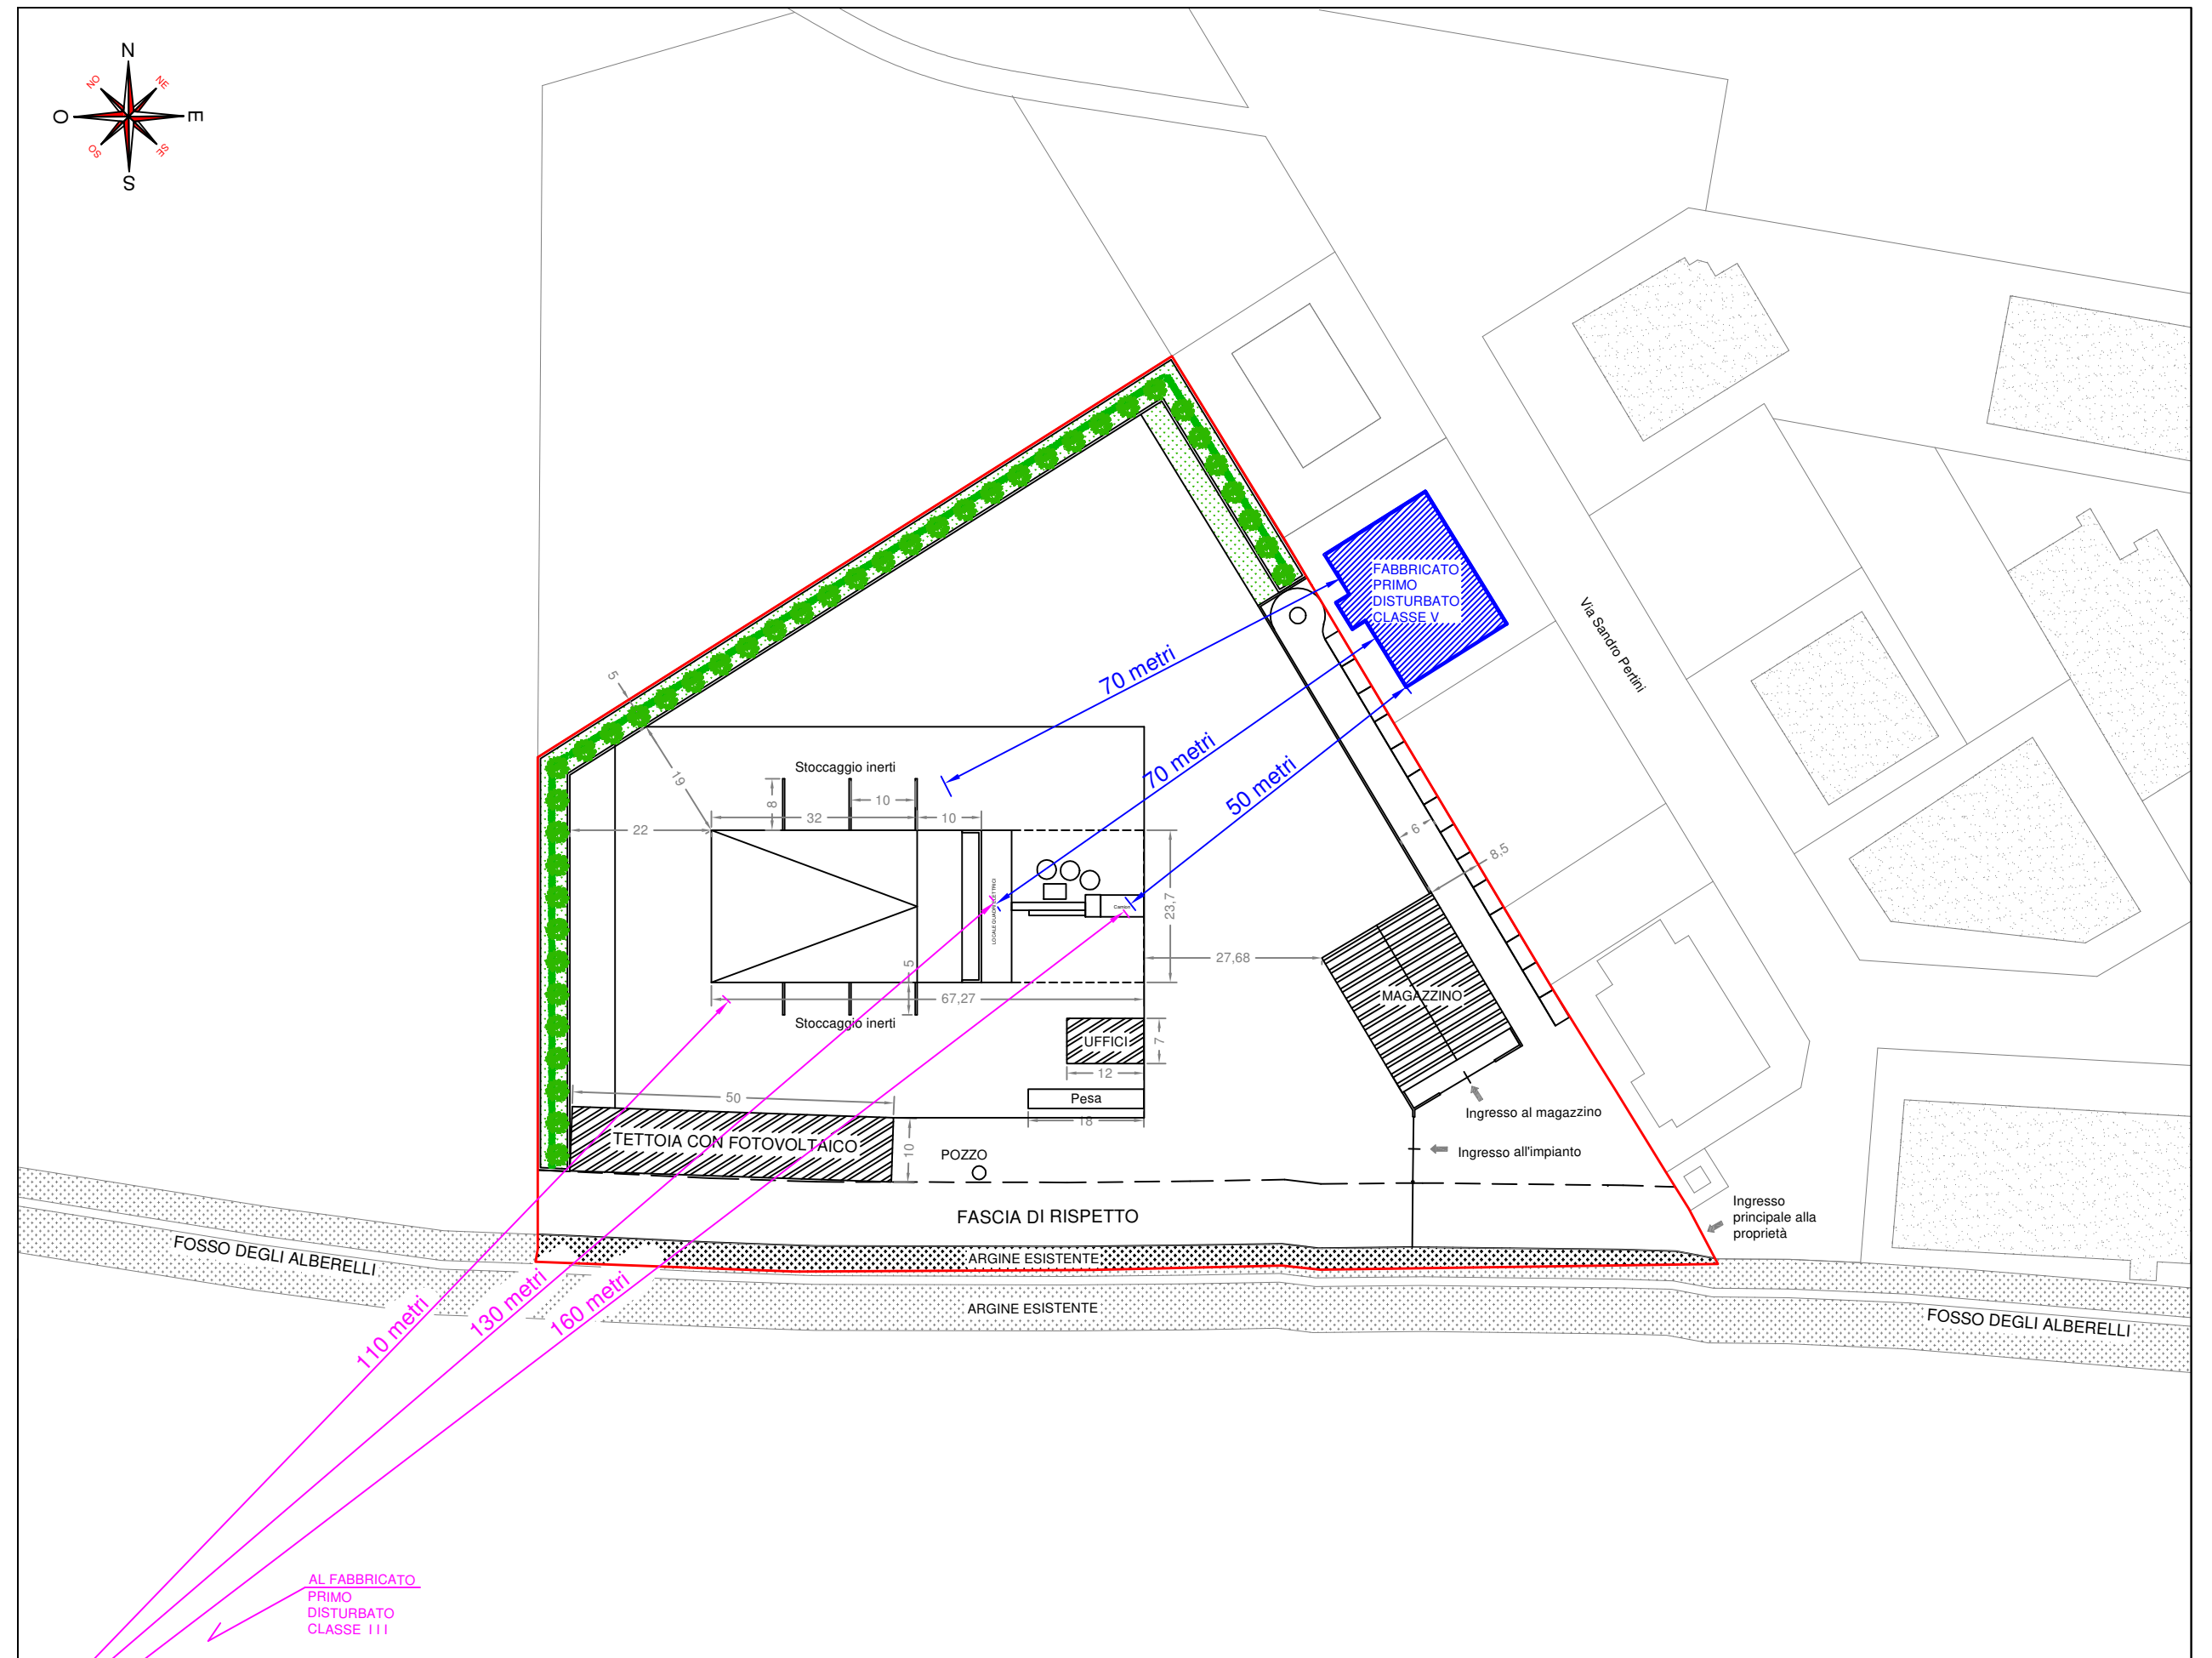 N
NO
NE
O
E
SO
SE
S
FABBRICATO
PRIMO
DISTURBATO
CLASSE V
Via Sandro Pertini
70 metri
70 metri
50 metri
5
19
22
Stoccaggio inerti
8
10
32
10
LOCALE QUADRI ELETTRICI
Camion
23,7
6
8,5
27,68
5
67,27
Stoccaggio inerti
MAGAZZINO
UFFICI
7
12
Pesa
18
50
TETTOIA CON FOTOVOLTAICO
10
POZZO
Ingresso al magazzino
Ingresso all'impianto
Ingresso
principale alla
proprietà
FASCIA DI RISPETTO
ARGINE ESISTENTE
FOSSO DEGLI ALBERELLI
ARGINE ESISTENTE
FOSSO DEGLI ALBERELLI
110 metri
130 metri
160 metri
AL FABBRICATO
PRIMO
DISTURBATO
CLASSE III